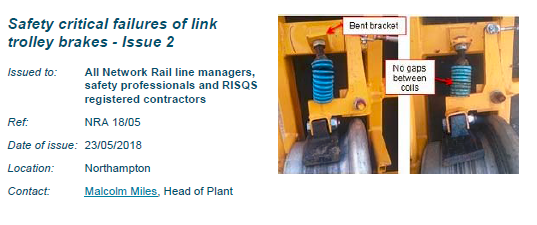 Safety critical failures of link
trolley brakes - Issue 2
Issued to: All Network Rail line managers,
safety professionals and RISQS
registered contractors
Ref: NRA 18/05
Date of issue: 23/05/2018
Location: Northampton
Contact: Malcolm Miles, Head of Plant
Bent bracket
No gaps
between
coils